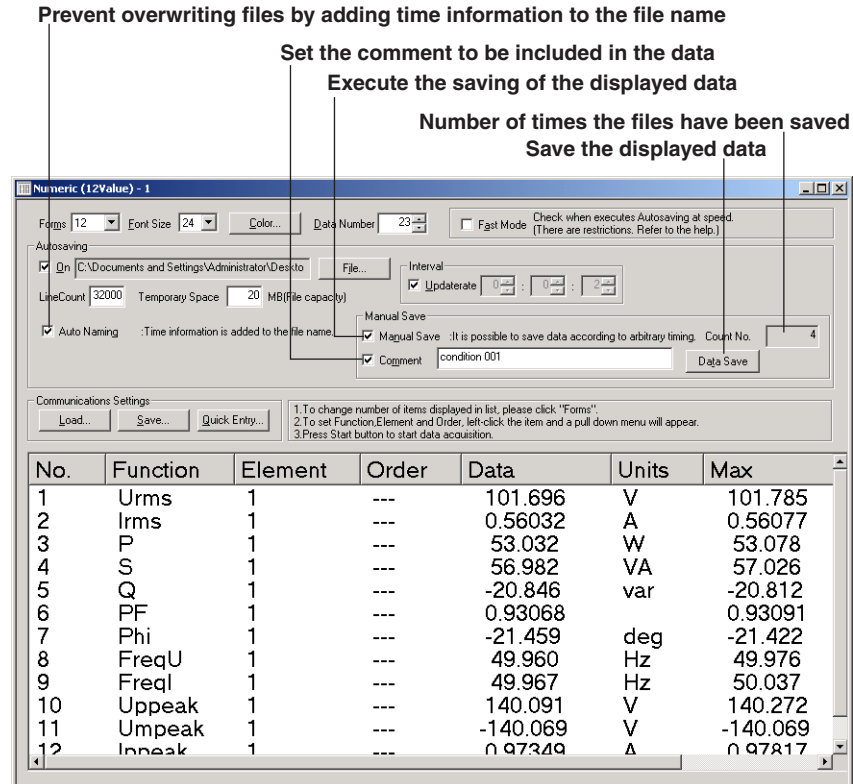 Prevent overwriting files by adding time information to the file name
Set the comment to be included in the data
Execute the saving of the displayed data
Number of times the files have been saved
Save the displayed data
Numeric (12Value) - 1
Forms 12 Font Size 24 Color... Data Number 23 Fast Mode Check when executes Autosaving at speed.
(There are restrictions. Refer to the help.)
Autosaving
On C:\Documents and Settings\Administrator\Deskto File... Interval
Updaterate 0 : 0 : 2
LineCount 32000 Temporary Space 20 MB(File capacity)
Manual Save
Auto Naming :Time information is added to the file name.
Manual Save :It is possible to save data according to arbitrary timing. Count No. 4
Comment condition 001 Data Save
Communications Settings
Load... Save... Quick Entry...
1.To change number of items displayed in list, please click "Forms".
2.To set Function,Element and Order, left-click the item and a pull down menu will appear.
3.Press Start button to start data acquisition.
No. Function Element Order Data Units Max
1 Urms 1 --- 101.696 V 101.785
2 Irms 1 --- 0.56032 A 0.56077
3 P 1 --- 53.032 W 53.078
4 S 1 --- 56.982 VA 57.026
5 Q 1 --- -20.846 var -20.812
6 PF 1 --- 0.93068 0.93091
7 Phi 1 --- -21.459 deg -21.422
8 FreqU 1 --- 49.960 Hz 49.976
9 FreqI 1 --- 49.967 Hz 50.037
10 Uppeak 1 --- 140.091 V 140.272
11 Umpeak 1 --- -140.069 V -140.069
12 Ippeak 1 --- 0.97349 A 0.97817